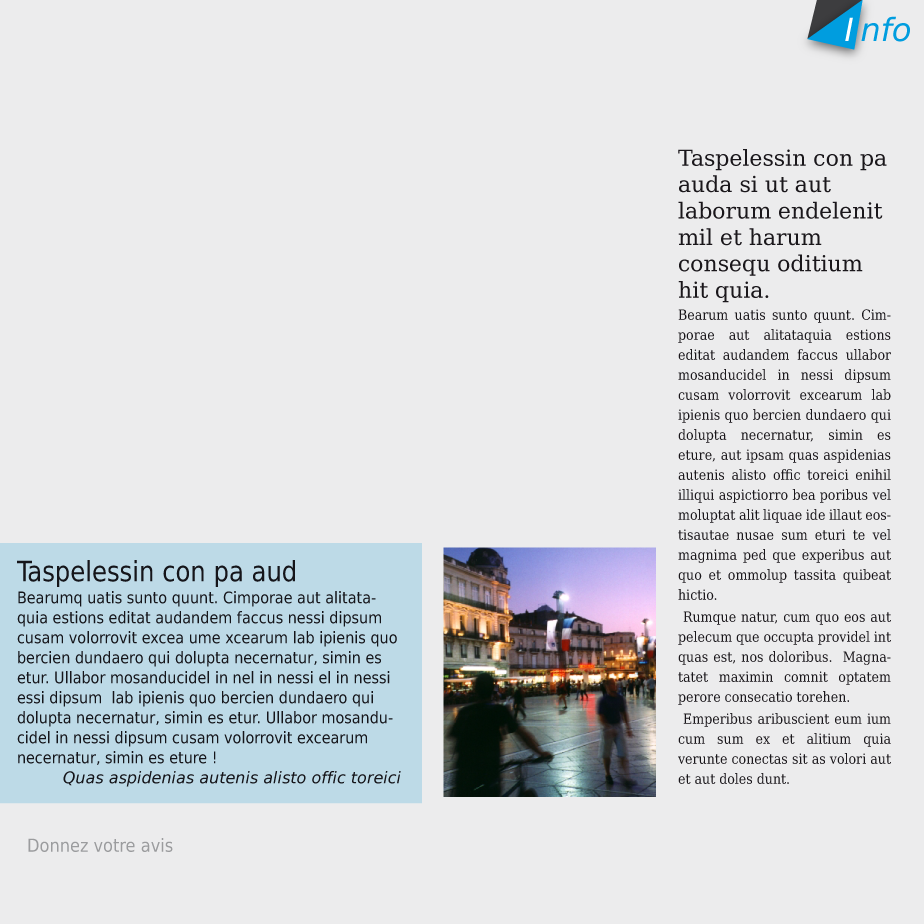 Info
Taspelessin con pa
auda si ut aut
laborum endelenit
mil et harum
consequ oditium
hit quia.
Bearum uatis sunto quunt. Cim-
porae aut alitataquia estions
editat audandem faccus ullabor
mosanducidel in nessi dipsum
cusam volorrovit excearum lab
ipienis quo bercien dundaero qui
dolupta necernatur, simin es
eture, aut ipsam quas aspidenias
autenis alisto offic toreici enihil
illiqui aspictiorro bea poribus vel
moluptat alit liquae ide illaut eos-
tisautae nusae sum eturi te vel
magnima ped que experibus aut
quo et ommolup tassita quibeat
hictio.
Rumque natur, cum quo eos aut
pelecum que occupta providel int
quas est, nos doloribus. Magna-
tatet maximin comnit optatem
perore consecatio torehen.
Emperibus aribuscient eum ium
cum sum ex et alitium quia
verunte conectas sit as volori aut
et aut doles dunt.
Taspelessin con pa aud
Bearumq uatis sunto quunt. Cimporae aut alitata-
quia estions editat audandem faccus nessi dipsum
cusam volorrovit excea ume xcearum lab ipienis quo
bercien dundaero qui dolupta necernatur, simin es
etur. Ullabor mosanducidel in nel in nessi el in nessi
essi dipsum lab ipienis quo bercien dundaero qui
dolupta necernatur, simin es etur. Ullabor mosandu-
cidel in nessi dipsum cusam volorrovit excearum
necernatur, simin es eture !
Quas aspidenias autenis alisto offic toreici
Donnez votre avis